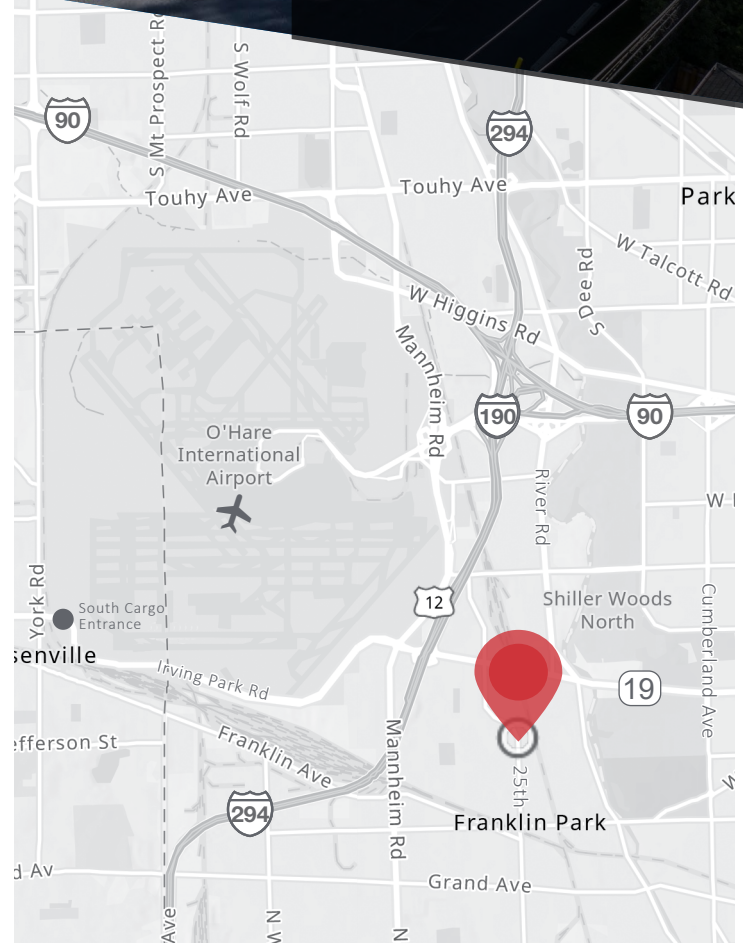 S Mt Prospect R
S Wolf Rd
90
294
Touhy Ave
Touhy Ave
Park
W Talcott Rd
S Dee Rd
W Higgins Rd
Mannheim Rd
190
90
O'Hare
International
Airport
River Rd
W
12
York Rd
South Cargo
Entrance
Shiller Woods
North
Cumberland Ave
senville
Irving Park Rd
19
efferson St
Franklin Ave
Mannheim Rd
25th
294
Franklin Park
d Av
Grand Ave
Ave
N W
N